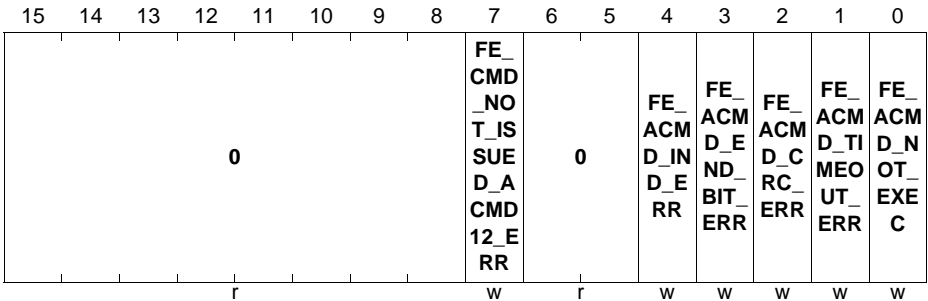 15 14 13 12 11 10 9 8 7 6 5 4 3 2 1 0
0
FE_
CMD
_NO
T_IS
SUE
D_A
CMD
12_E
RR
0
FE_
ACM
D_IN
D_E
RR
FE_
ACM
D_E
ND_
BIT_
ERR
FE_
ACM
D_C
RC_
ERR
FE_
ACM
D_TI
MEO
UT_
ERR
FE_
ACM
D_N
OT_
EXE
C
r w r w w w w w